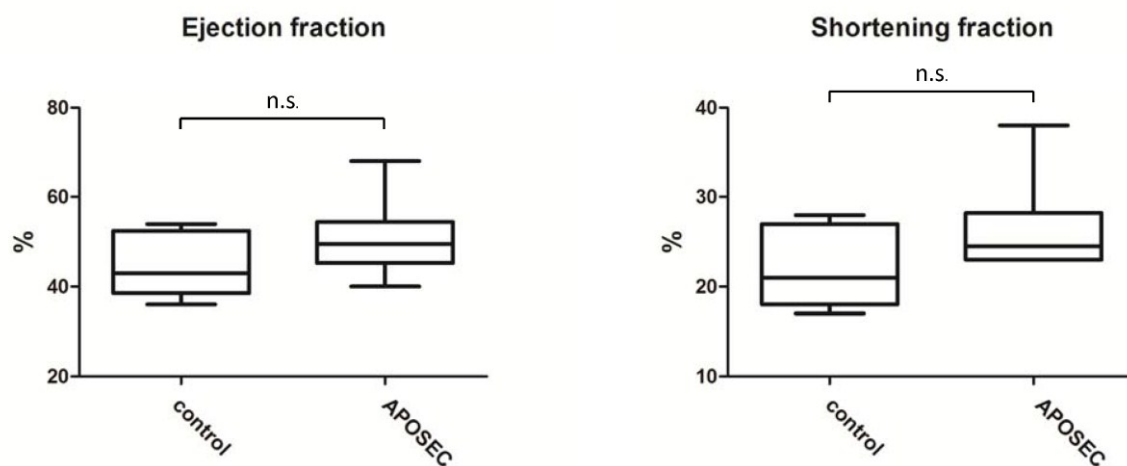 Ejection fraction
n.s.
80
60
40
20
%
control
APOSEC
Shortening fraction
n.s.
40
30
20
10
%
control
APOSEC